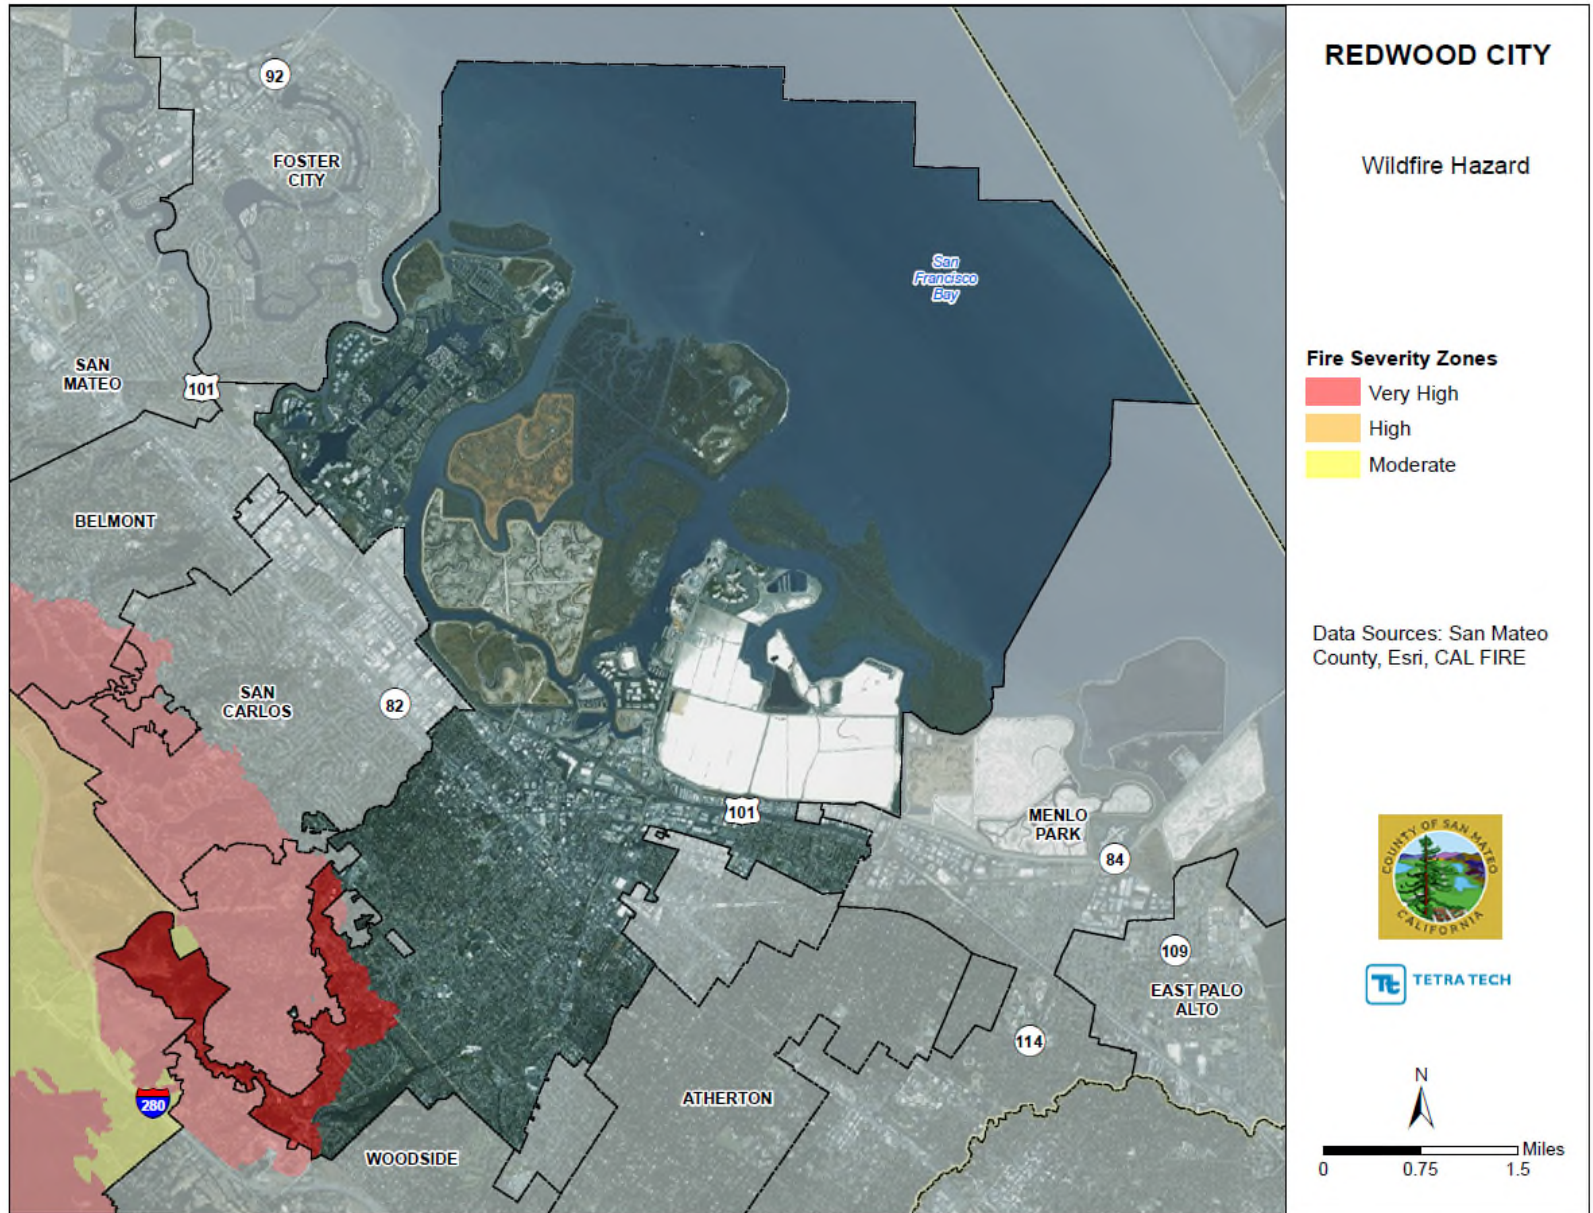 REDWOOD CITY
Wildfire Hazard
Fire Severity Zones
Very High
High
Moderate
Data Sources: San Mateo
County, Esri, CAL FIRE
COUNTY OF SAN MATEO
CALIFORNIA
Tt TETRA TECH
N
Miles
0 0.75 1.5
92
FOSTER
CITY
San
Francisco
Bay
SAN
MATEO
101
BELMONT
SAN
CARLOS
82
101
MENLO
PARK
84
109
EAST PALO
ALTO
114
280
ATHERTON
WOODSIDE